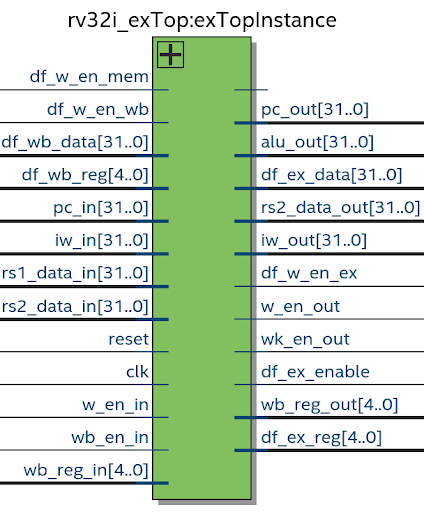 rv32i_exTop:exTopInstance
df_w_en_mem
df_w_en_wb
pc_out[31..0]
df_wb_data[31..0]
alu_out[31..0]
df_wb_reg[4..0]
df_ex_data[31..0]
pc_in[31..0]
rs2_data_out[31..0]
iw_in[31..0]
iw_out[31..0]
rs1_data_in[31..0]
df_w_en_ex
rs2_data_in[31..0]
w_en_out
reset
wk_en_out
clk
df_ex_enable
w_en_in
wb_reg_out[4..0]
wb_en_in
df_ex_reg[4..0]
wb_reg_in[4..0]